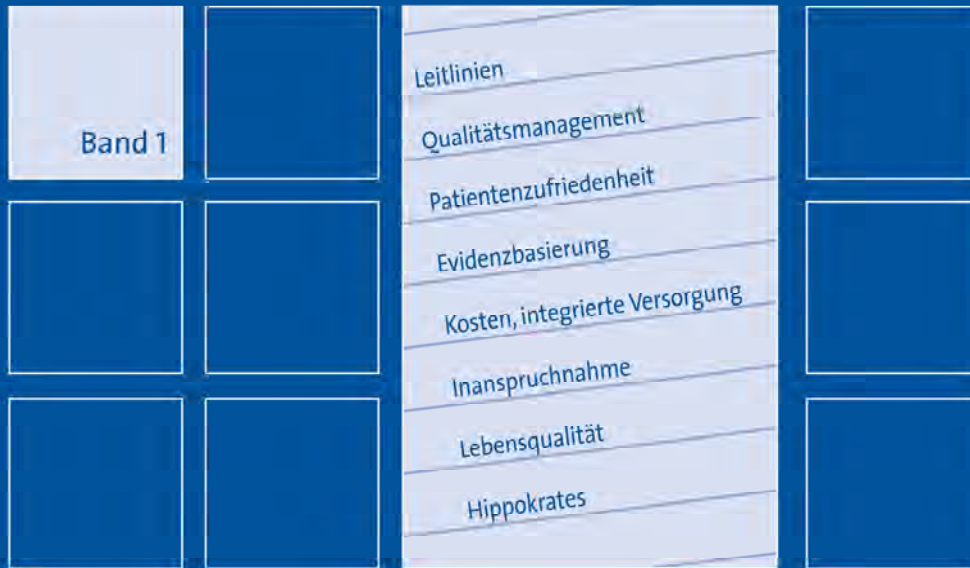 Band 1
Leitlinien
Qualitätsmanagement
Patientenzufriedenheit
Evidenzbasierung
Kosten, integrierte Versorgung
Inanspruchnahme
Lebensqualität
Hippokrates